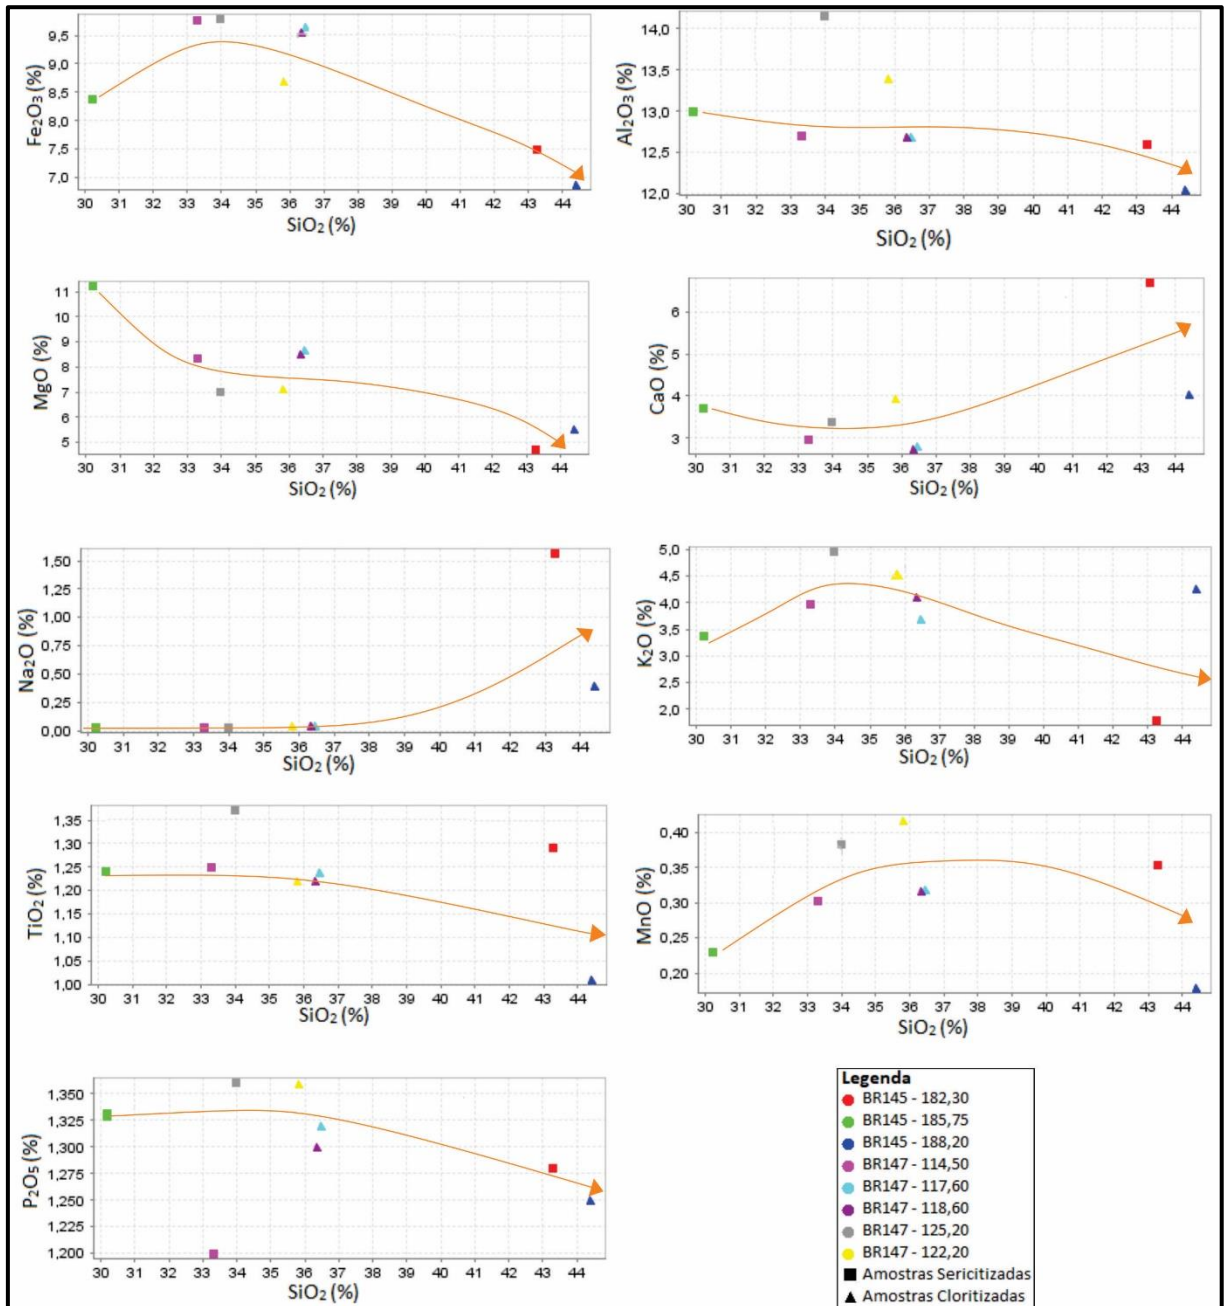 9,5
9,0
8,5
8,0
7,5
7,0
Fe₂O₃ (%)
30 31 32 33 34 35 36 37 38 39 40 41 42 43 44
SiO₂ (%)
14,0
13,5
13,0
12,5
12,0
Al₂O₃ (%)
30 31 32 33 34 35 36 37 38 39 40 41 42 43 44
SiO₂ (%)
11
10
9
8
7
6
5
MgO (%)
30 31 32 33 34 35 36 37 38 39 40 41 42 43 44
SiO₂ (%)
6
5
4
3
CaO (%)
30 31 32 33 34 35 36 37 38 39 40 41 42 43 44
SiO₂ (%)
1,50
1,25
1,00
0,75
0,50
0,25
0,00
Na₂O (%)
30 31 32 33 34 35 36 37 38 39 40 41 42 43 44
SiO₂ (%)
5,0
4,5
4,0
3,5
3,0
2,5
2,0
K₂O (%)
30 31 32 33 34 35 36 37 38 39 40 41 42 43 44
SiO₂ (%)
1,35
1,30
1,25
1,20
1,15
1,10
1,05
1,00
TiO₂ (%)
30 31 32 33 34 35 36 37 38 39 40 41 42 43 44
SiO₂ (%)
0,40
0,35
0,30
0,25
0,20
MnO (%)
30 31 32 33 34 35 36 37 38 39 40 41 42 43 44
SiO₂ (%)
1,350
1,325
1,300
1,275
1,250
1,225
1,200
P₂O₅ (%)
30 31 32 33 34 35 36 37 38 39 40 41 42 43 44
SiO₂ (%)
Legenda
BR145 - 182,30
BR145 - 185,75
BR145 - 188,20
BR147 - 114,50
BR147 - 117,60
BR147 - 118,60
BR147 - 125,20
BR147 - 122,20
Amostras Sericitizadas
Amostras Cloritizadas